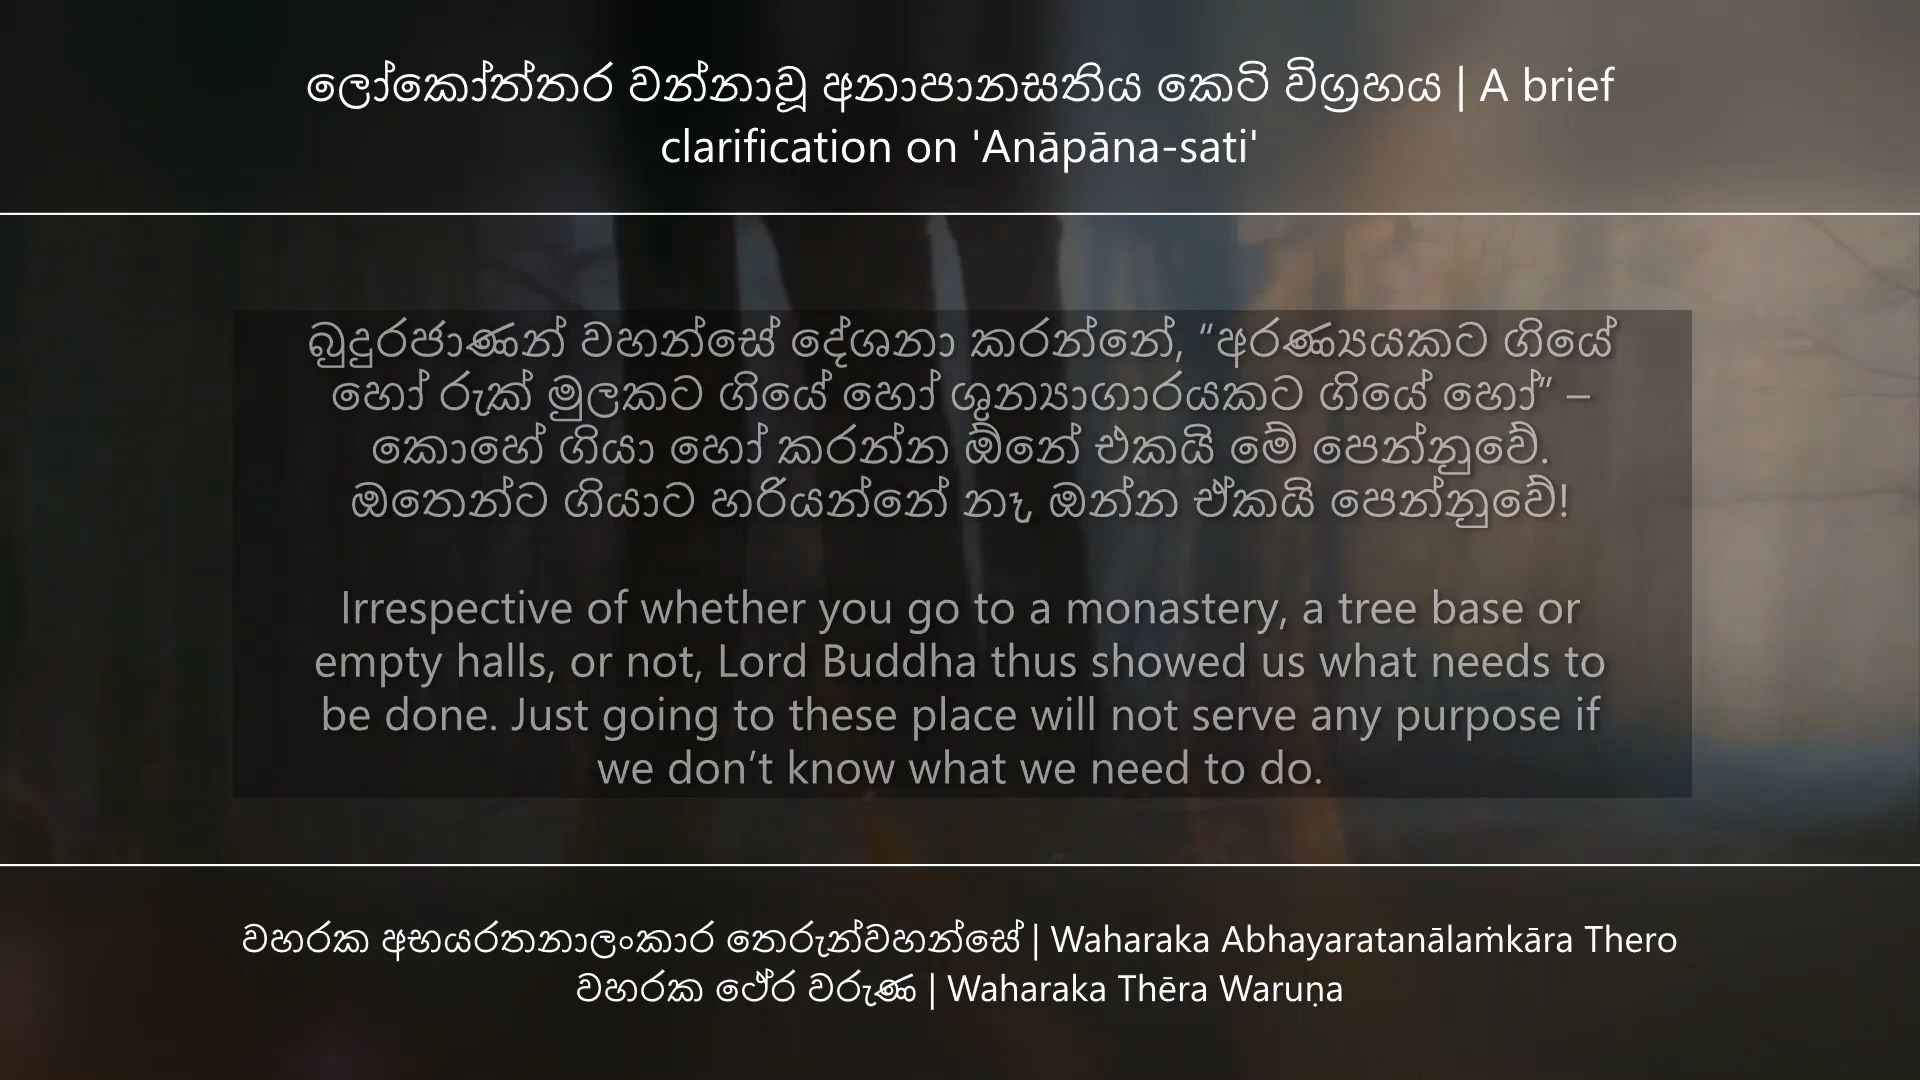 ලෝකෝත්තර වන්නාවූ අනාපානසතිය කෙටි විග්‍රහය | A brief
clarification on 'Anāpāna-sati'
බුදුරජාණන් වහන්සේ දේශනා කරන්නේ, “අරණ්‍යයකට ගියේ
හෝ රුක් මුලකට ගියේ හෝ ශුන්‍යාගාරයකට ගියේ හෝ” –
කොහේ ගියා හෝ කරන්න ඕනේ එකයි මේ පෙන්නුවේ.
ඔතෙන්ට ගියාට හරියන්නේ නෑ, ඔන්න ඒකයි පෙන්නුවේ!
Irrespective of whether you go to a monastery, a tree base or
empty halls, or not, Lord Buddha thus showed us what needs to
be done. Just going to these place will not serve any purpose if
we don’t know what we need to do.
වහරක අභයරතනාලංකාර තෙරුන්වහන්සේ | Waharaka Abhayaratanālaṁkāra Thero
වහරක ථේර වරුණ | Waharaka Thēra Waruṇa